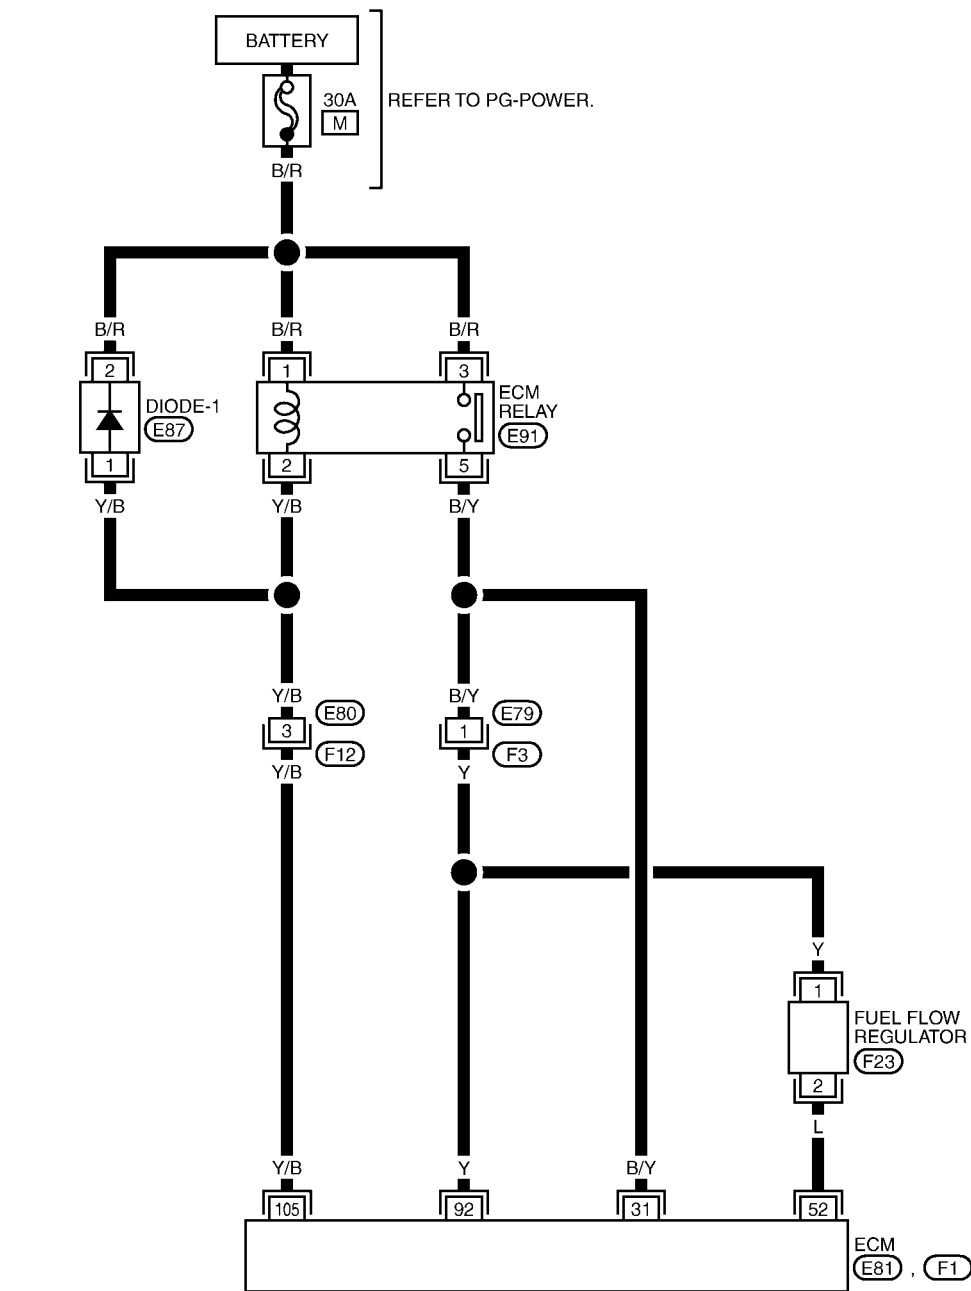 BATTERY
30A
M
REFER TO PG-POWER.
B/R
B/R
B/R
B/R
2
1
3
DIODE-1
E87
ECM
RELAY
E91
1
2
5
Y/B
Y/B
B/Y
Y/B
B/Y
E80
E79
3
1
F12
F3
Y/B
Y
Y
1
FUEL FLOW
REGULATOR
F23
2
L
Y/B
Y
B/Y
105
92
31
52
ECM
E81 , F1